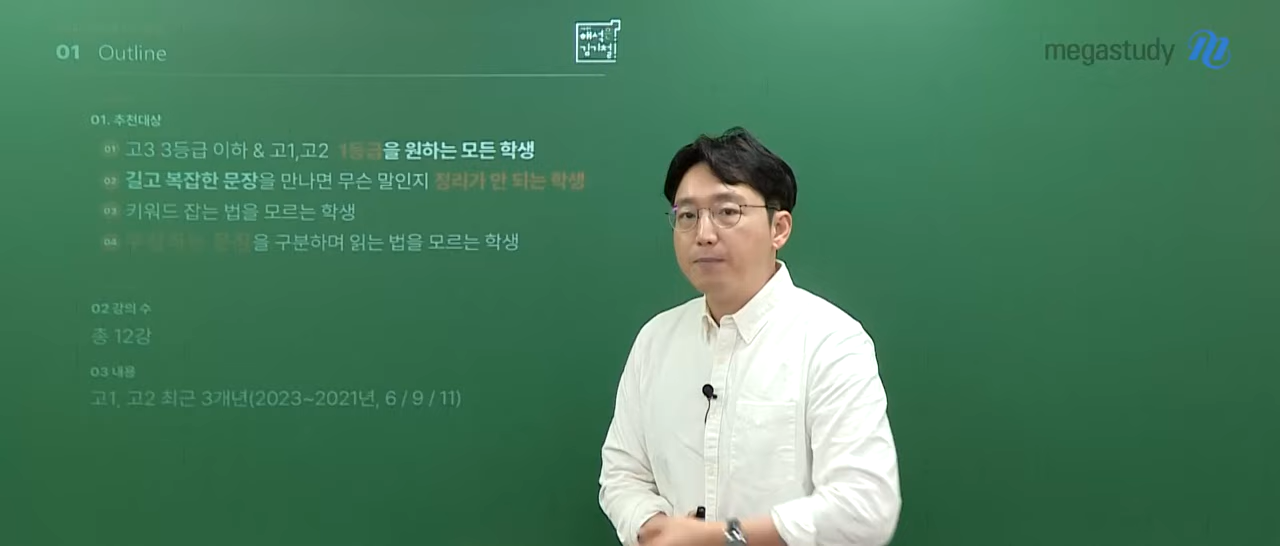 01 Outline
해석은!
김기철!
megastudy
01. 추천대상
01 고3 3등급 이하 & 고1,고2 1등급을 원하는 모든 학생
02 길고 복잡한 문장을 만나면 무슨 말인지 정리가 안 되는 학생
03 키워드 잡는 법을 모르는 학생
04 을 구분하며 읽는 법을 모르는 학생
02 강의 수
총 12강
03 내용
고1, 고2 최근 3개년(2023~2021년, 6 / 9 / 11)